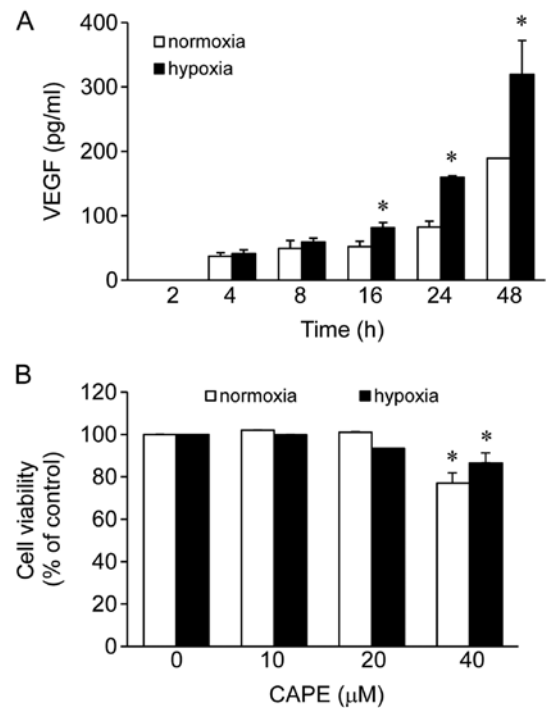 A
400
300
200
100
0
VEGF (pg/ml)
normoxia
hypoxia
*
*
*
2 4 8 16 24 48
Time (h)
B
120
100
80
60
40
20
0
Cell viability
(% of control)
normoxia hypoxia
* *
0 10 20 40
CAPE (μM)